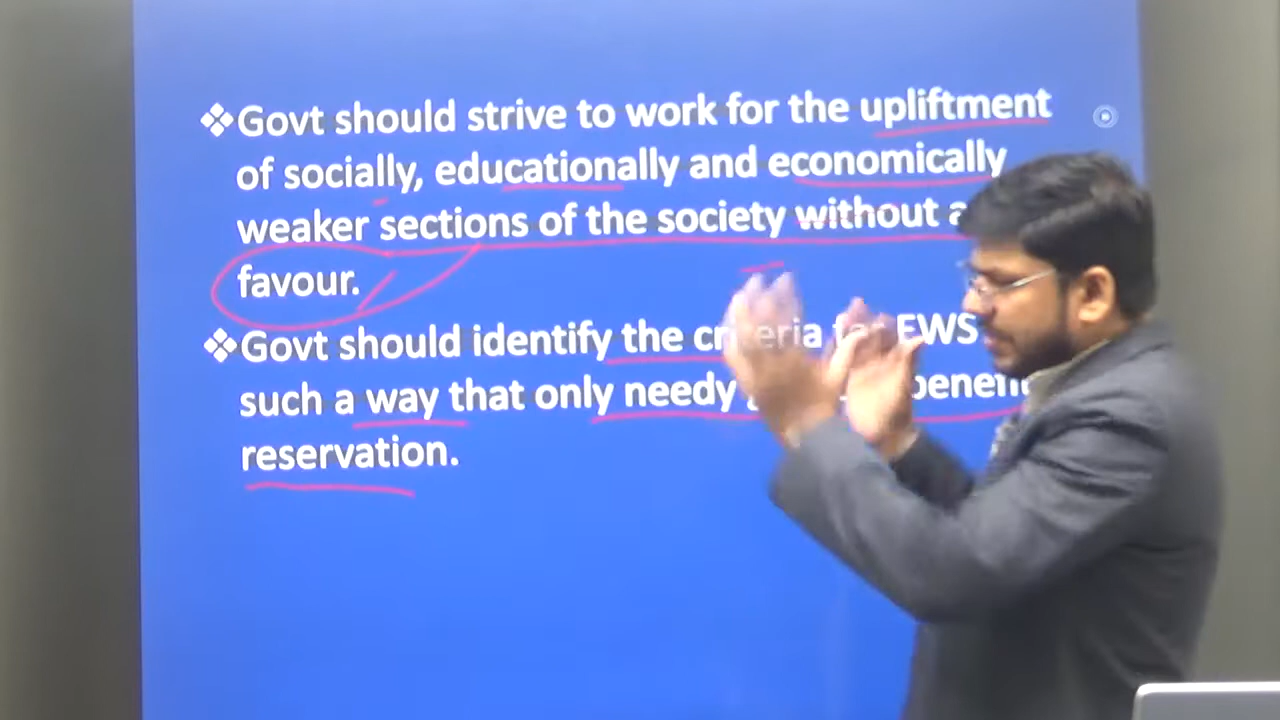 ❖Govt should strive to work for the upliftment
of socially, educationally and economically
weaker sections of the society without
favour.
❖Govt should identify the criteria for EWS
such a way that only needy
reservation.